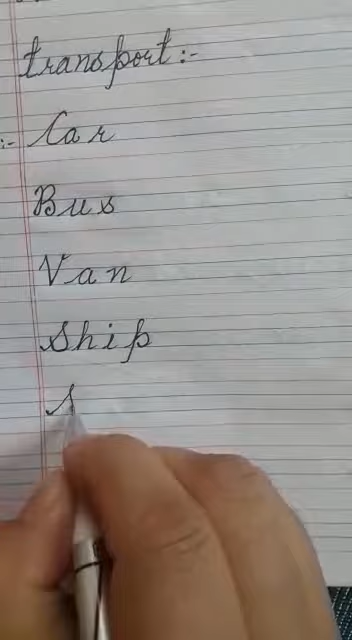 transport:-
:- Car
Bus
Van
Ship